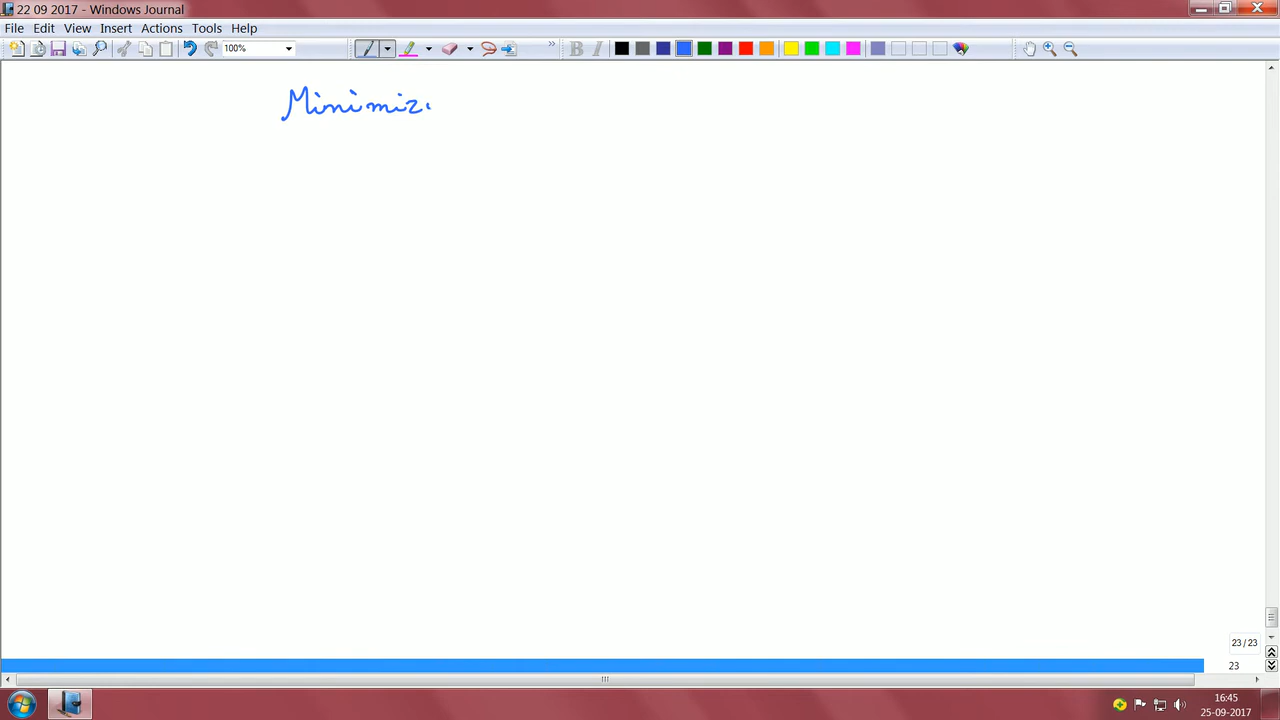 22 09 2017 - Windows Journal
File Edit View Insert Actions Tools Help
100% » B I
Minimiz
23 / 23
23
16:45
25-09-2017